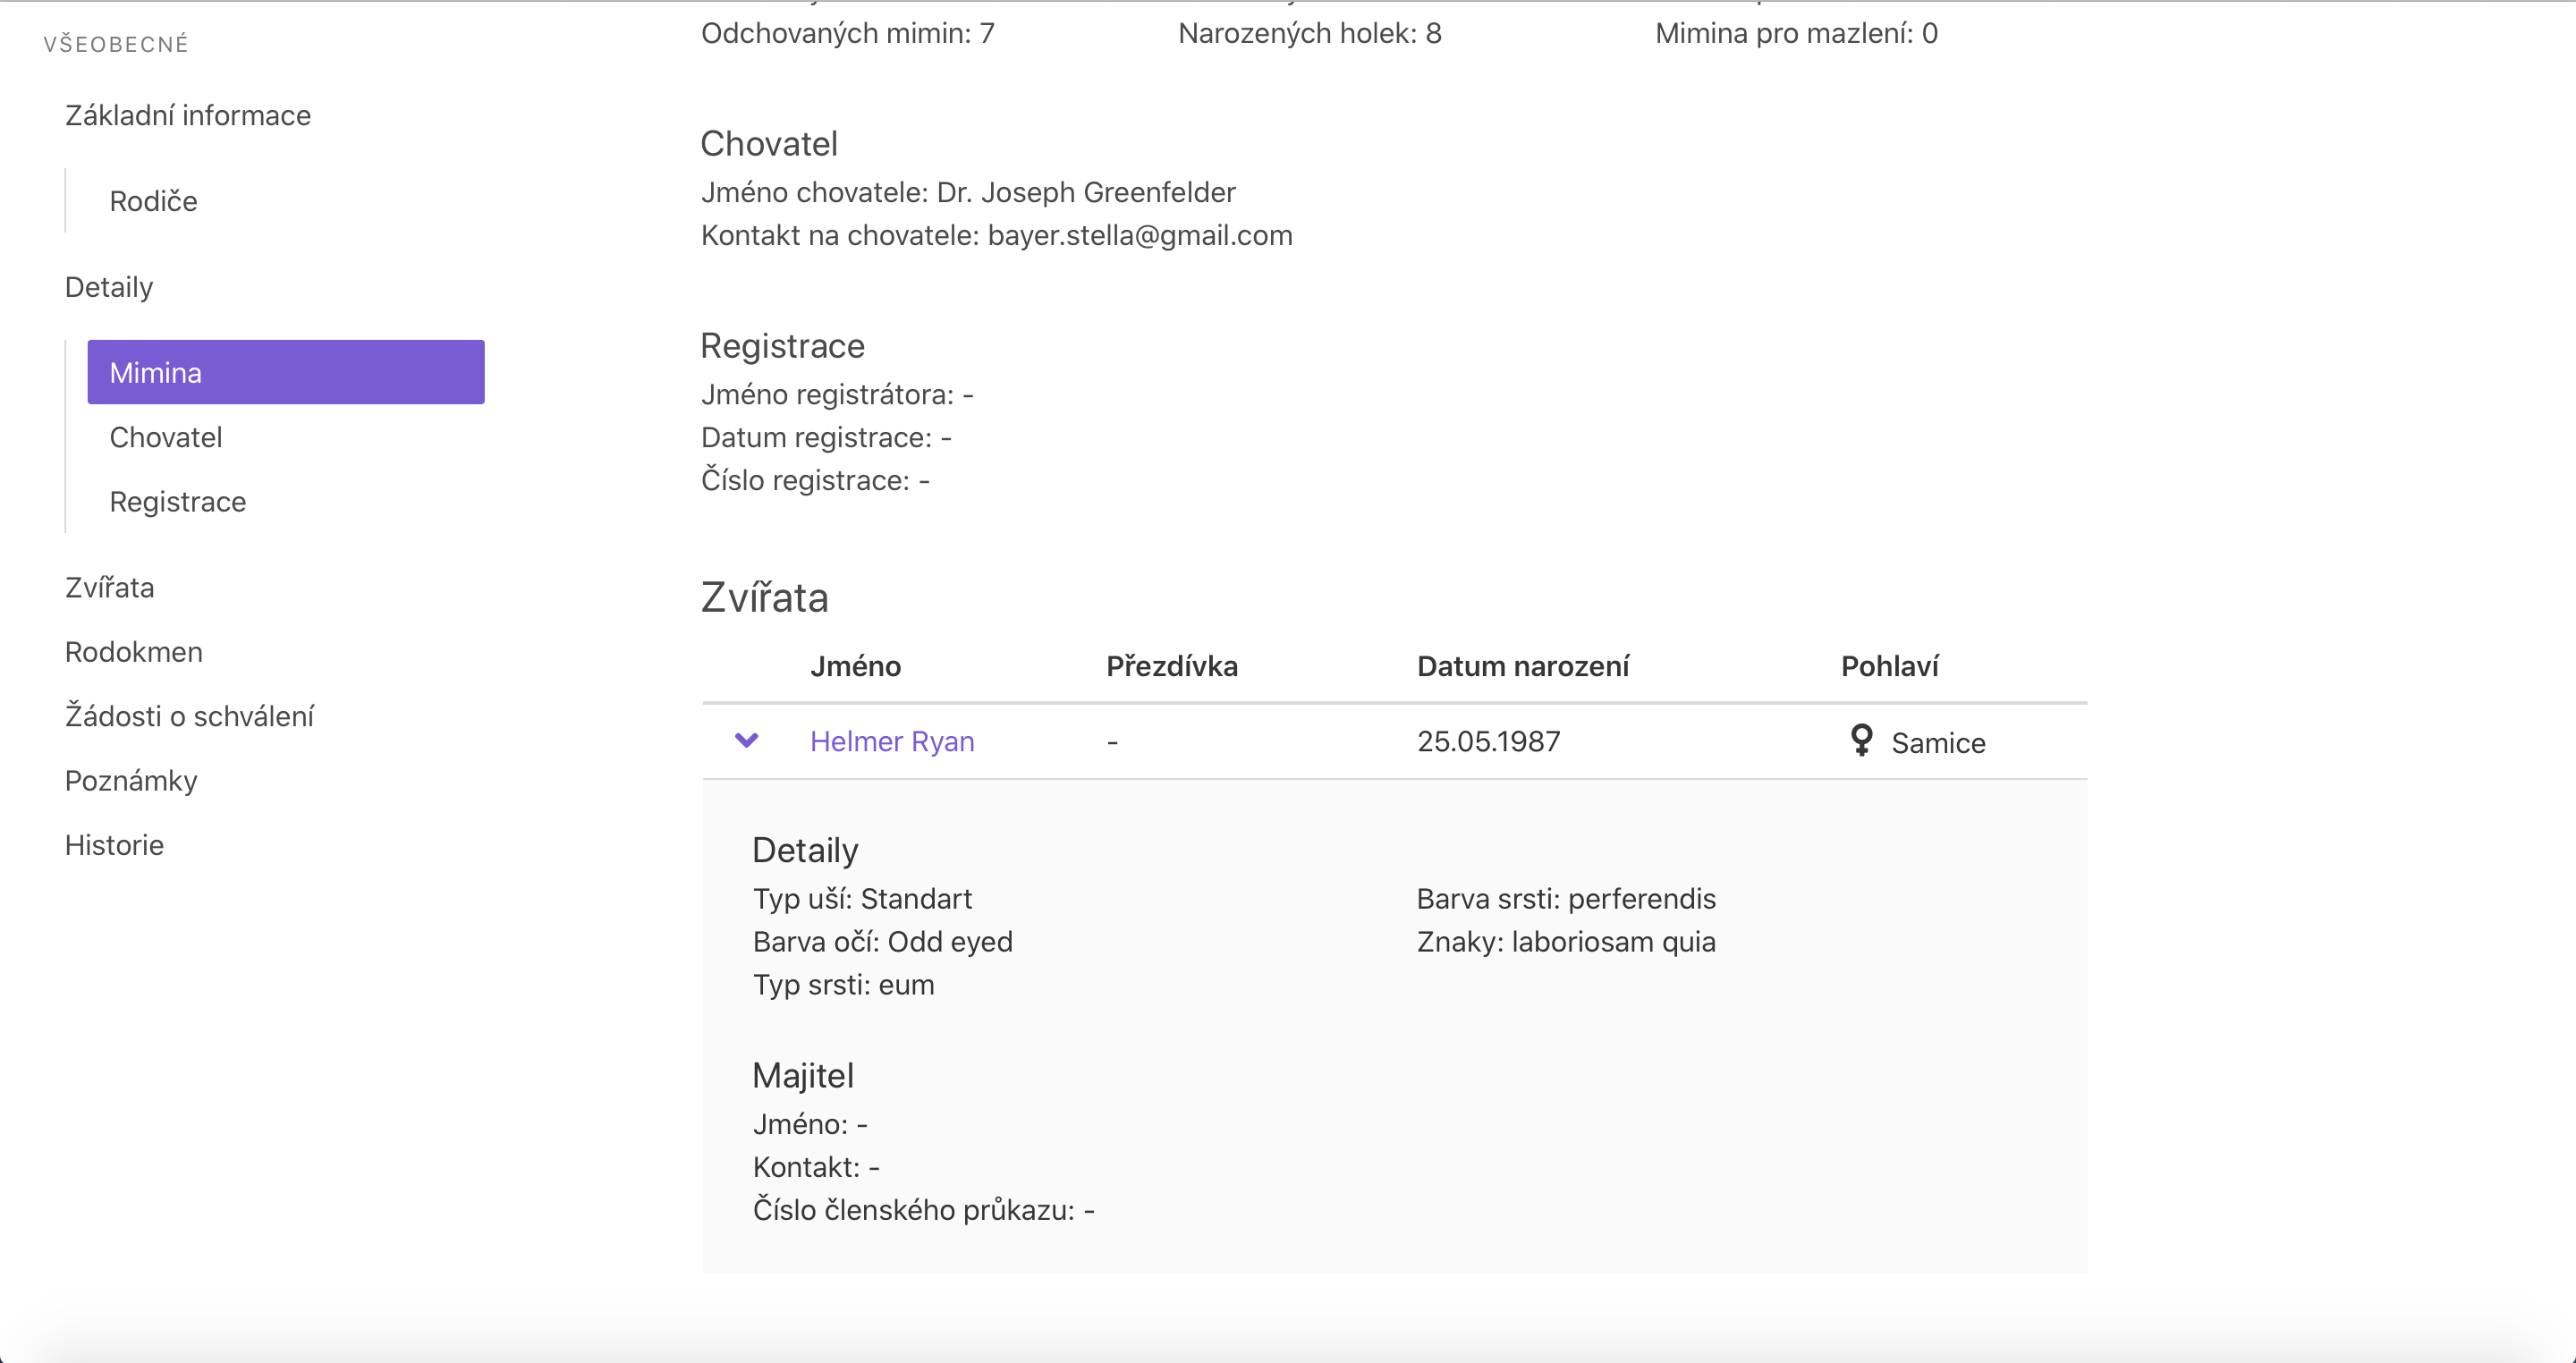 VŠEOBECNÉ
Základní informace
Rodiče
Detaily
Mimina
Chovatel
Registrace
Zvířata
Rodokmen
Žádosti o schválení
Poznámky
Historie
Odchovaných mimin: 7 Narozených holek: 8 Mimina pro mazlení: 0
Chovatel
Jméno chovatele: Dr. Joseph Greenfelder
Kontakt na chovatele: bayer.stella@gmail.com
Registrace
Jméno registrátora: -
Datum registrace: -
Číslo registrace: -
Zvířata
Jméno Přezdívka Datum narození Pohlaví
Helmer Ryan - 25.05.1987 Samice
Detaily
Typ uší: Standart Barva srsti: perferendis
Barva očí: Odd eyed Znaky: laboriosam quia
Typ srsti: eum
Majitel
Jméno: -
Kontakt: -
Číslo členského průkazu: -